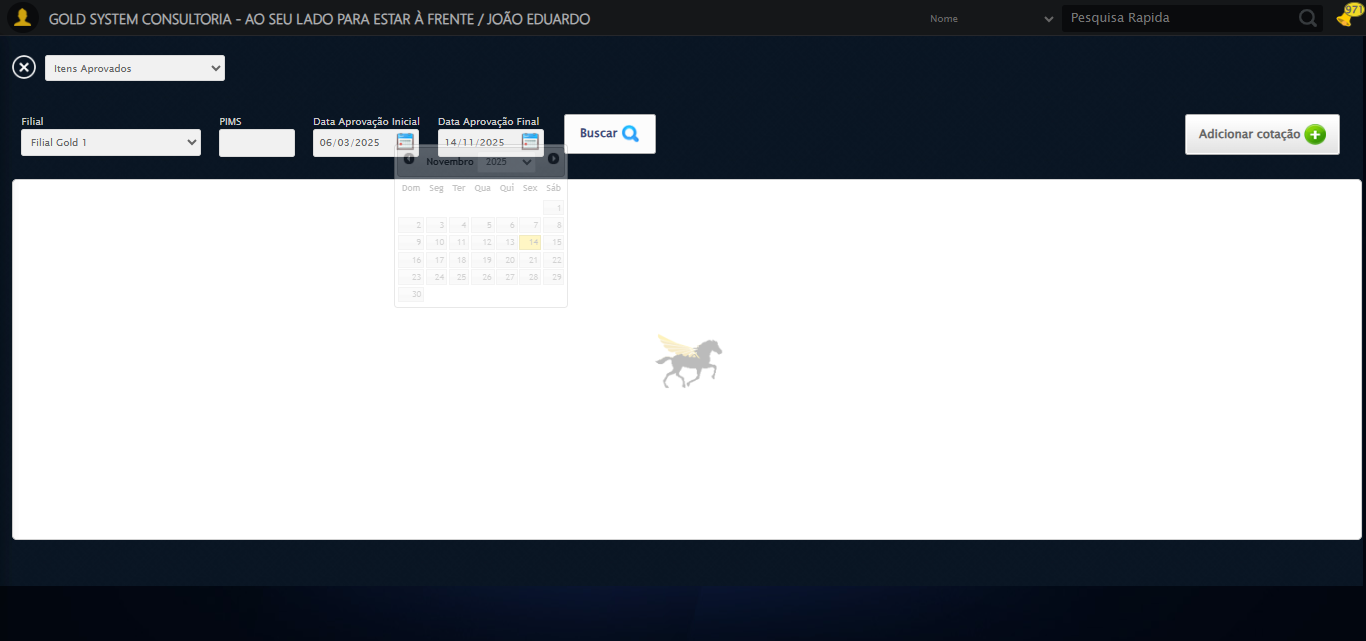 GOLD SYSTEM CONSULTORIA - AO SEU LADO PARA ESTAR À FRENTE / JOÃO EDUARDO
Nome
Pesquisa Rapida
971
Itens Aprovados
Filial
PIMS
Data Aprovação Inicial
Data Aprovação Final
Filial Gold 1
06/03/2025
14/11/2025
Buscar
Adicionar cotação
Novembro 2025
Dom Seg Ter Qua Qui Sex Sáb
1
2 3 4 5 6 7 8
9 10 11 12 13 14 15
16 17 18 19 20 21 22
23 24 25 26 27 28 29
30